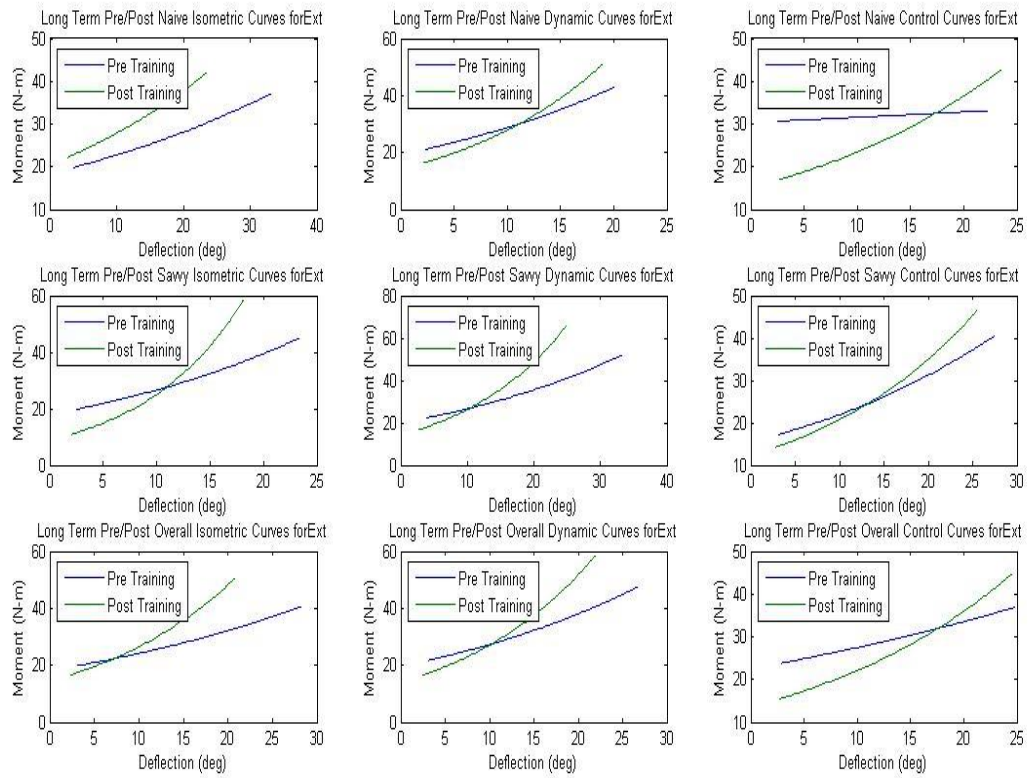 Long Term Pre/Post Naive Isometric Curves forExt
50
40
30
20
10
Moment (N-m)
Pre Training
Post Training
0 10 20 30 40
Deflection (deg)
Long Term Pre/Post Naive Dynamic Curves forExt
60
40
20
0
Moment (N-m)
Pre Training
Post Training
0 5 10 15 20 25
Deflection (deg)
Long Term Pre/Post Naive Control Curves forExt
50
40
30
20
10
Moment (N-m)
Pre Training
Post Training
0 5 10 15 20 25
Deflection (deg)
Long Term Pre/Post Savvy Isometric Curves forExt
60
40
20
0
Moment (N-m)
Pre Training
Post Training
0 5 10 15 20 25
Deflection (deg)
Long Term Pre/Post Savvy Dynamic Curves forExt
80
60
40
20
0
Moment (N-m)
Pre Training
Post Training
0 10 20 30 40
Deflection (deg)
Long Term Pre/Post Savvy Control Curves forExt
50
40
30
20
10
Moment (N-m)
Pre Training
Post Training
0 5 10 15 20 25 30
Deflection (deg)
Long Term Pre/Post Overall Isometric Curves forExt
60
40
20
0
Moment (N-m)
Pre Training
Post Training
0 5 10 15 20 25 30
Deflection (deg)
Long Term Pre/Post Overall Dynamic Curves forExt
60
40
20
0
Moment (N-m)
Pre Training
Post Training
0 5 10 15 20 25 30
Deflection (deg)
Long Term Pre/Post Overall Control Curves forExt
50
40
30
20
10
Moment (N-m)
Pre Training
Post Training
0 5 10 15 20 25
Deflection (deg)